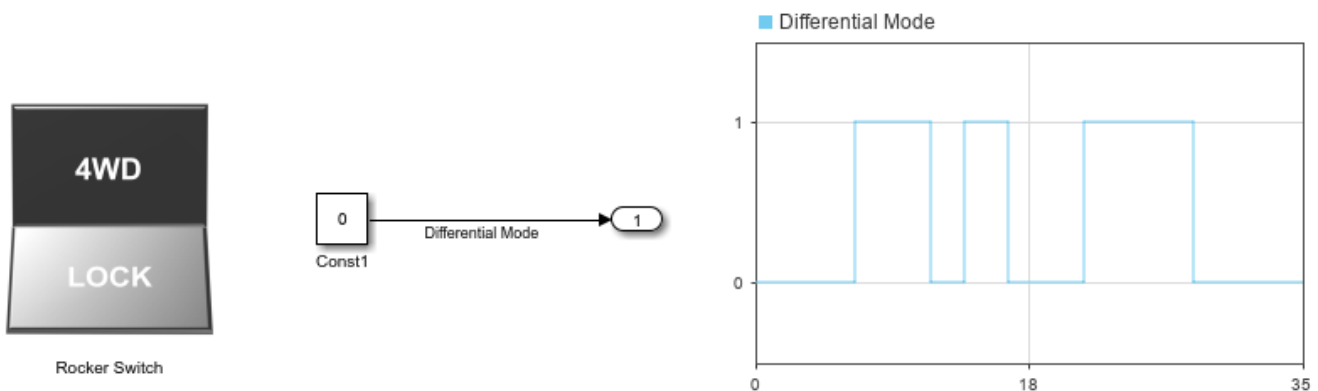 4WD
LOCK
Rocker Switch
0
Const1
Differential Mode
1
Differential Mode
1
0
0 18 35